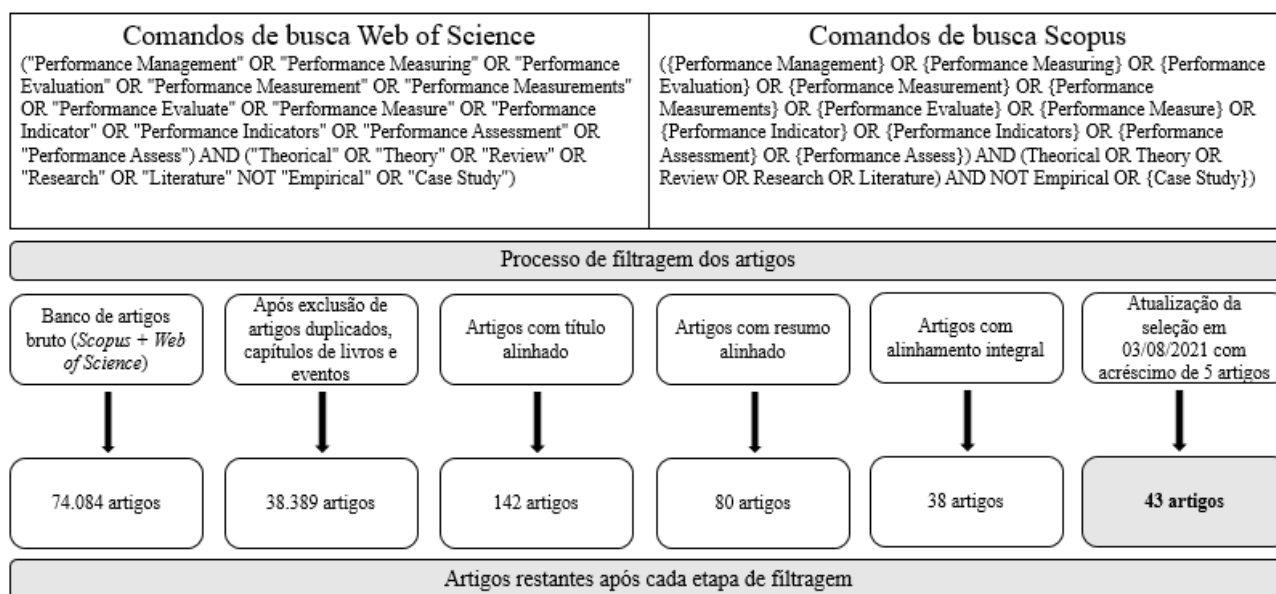 Comandos de busca Web of Science
("Performance Management" OR "Performance Measuring" OR "Performance
Evaluation" OR "Performance Measurement" OR "Performance Measurements"
OR "Performance Evaluate" OR "Performance Measure" OR "Performance
Indicator" OR "Performance Indicators" OR "Performance Assessment" OR
"Performance Assess") AND ("Theorical" OR "Theory" OR "Review" OR
"Research" OR "Literature" NOT "Empirical" OR "Case Study")
Comandos de busca Scopus
({Performance Management} OR {Performance Measuring} OR {Performance
Evaluation} OR {Performance Measurement} OR {Performance
Measurements} OR {Performance Evaluate} OR {Performance Measure} OR
{Performance Indicator} OR {Performance Indicators} OR {Performance
Assessment} OR {Performance Assess}) AND (Theorical OR Theory OR
Review OR Research OR Literature) AND NOT Empirical OR {Case Study})
Processo de filtragem dos artigos
Banco de artigos
bruto (Scopus + Web
of Science)
Após exclusão de
artigos duplicados,
capítulos de livros e
eventos
Artigos com título
alinhado
Artigos com resumo
alinhado
Artigos com
alinhamento integral
Atualização da
seleção em
03/08/2021 com
acréscimo de 5 artigos
74.084 artigos
38.389 artigos
142 artigos
80 artigos
38 artigos
43 artigos
Artigos restantes após cada etapa de filtragem